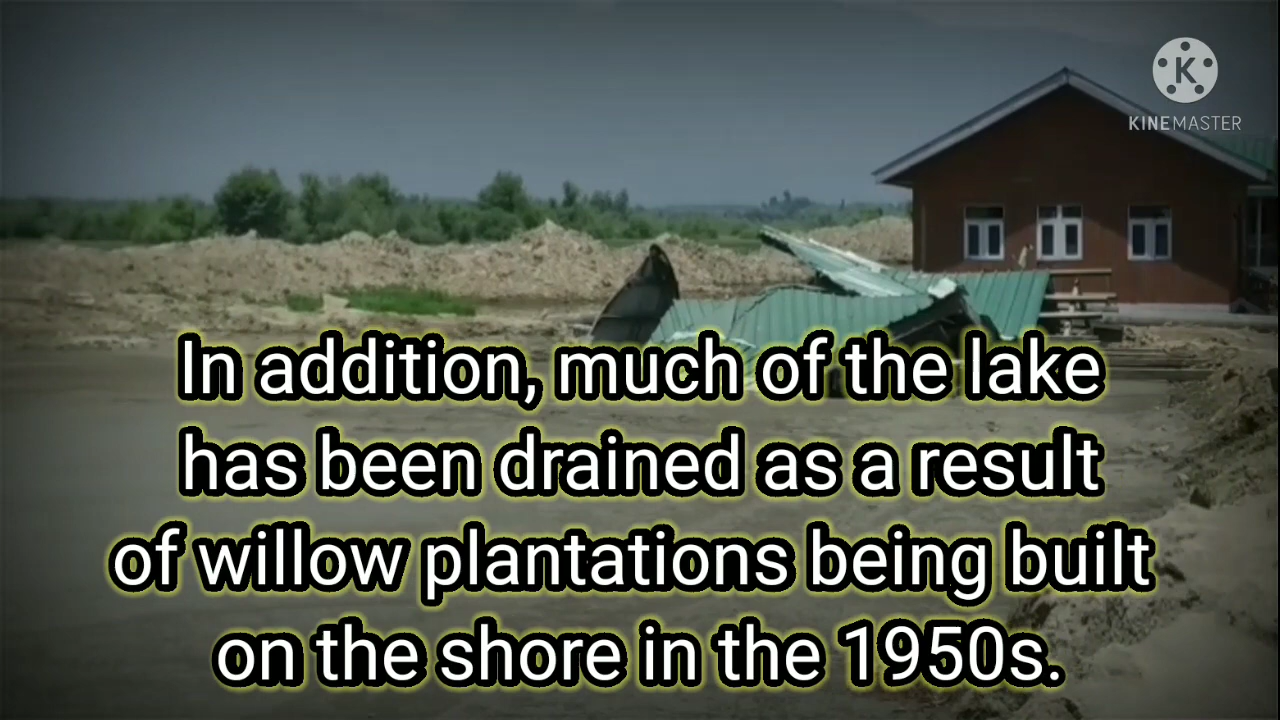 K
KINEMASTER
In addition, much of the lake
has been drained as a result
of willow plantations being built
on the shore in the 1950s.